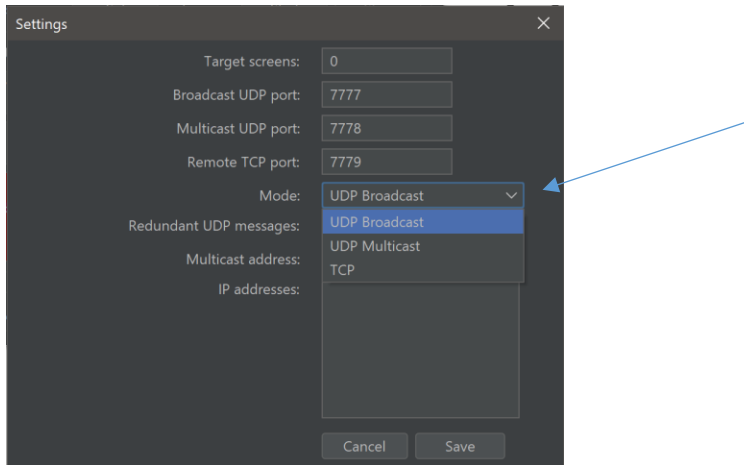 Settings
Target screens: 0
Broadcast UDP port: 7777
Multicast UDP port: 7778
Remote TCP port: 7779
Mode: UDP Broadcast
UDP Broadcast
Redundant UDP messages:
UDP Multicast
Multicast address:
TCP
IP addresses:
Cancel Save